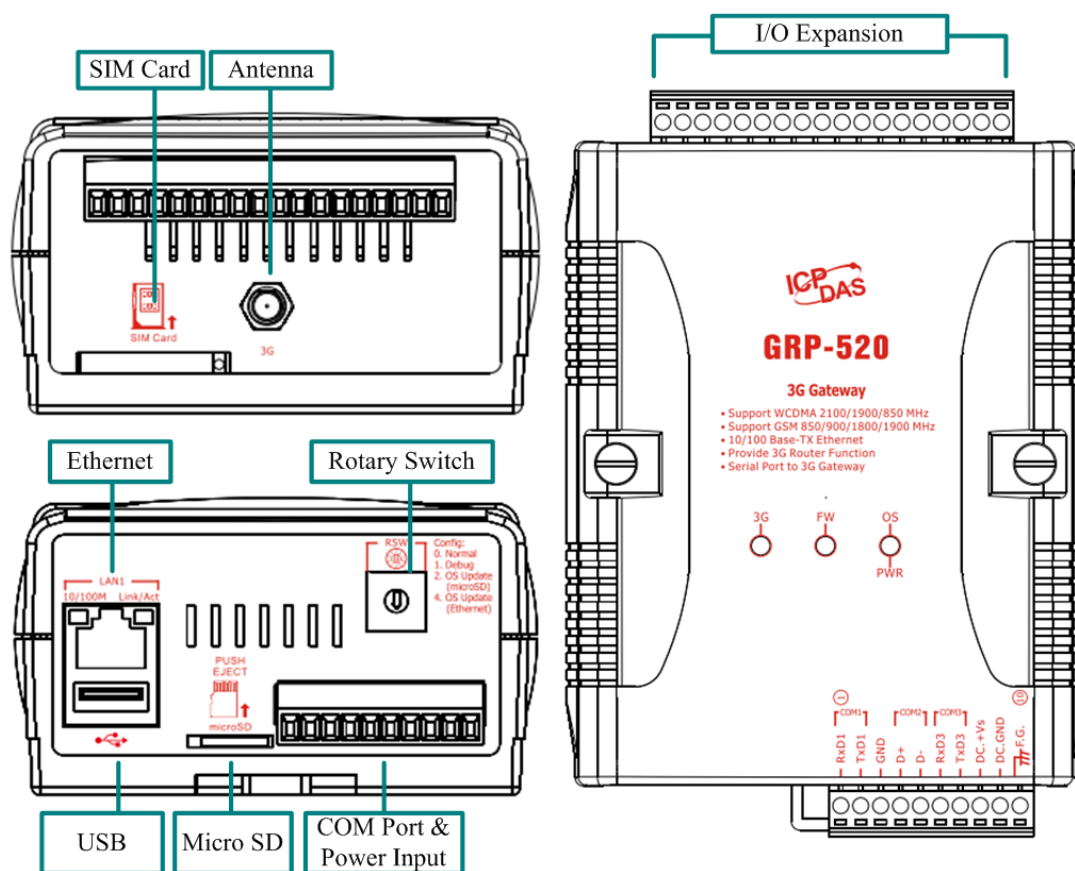 I/O Expansion
SIM Card
Antenna
SIM Card
3G
ICP DAS
GRP-520
3G Gateway
• Support WCDMA 2100/1900/850 MHz
• Support GSM 850/900/1800/1900 MHz
• 10/100 Base-TX Ethernet
• Provide 3G Router Function
• Serial Port to 3G Gateway
3G
FW
OS
PWR
Ethernet
Rotary Switch
LAN1
10/100M
Link/Act
RSW
Config:
0. Normal
1. Debug
2. OS Update
(microSD)
4. OS Update
(Ethernet)
PUSH
EJECT
microSD
USB
Micro SD
COM Port &
Power Input
1
10
COM1
COM2
COM3
RxD1
TxD1
GND
D+
D-
RxD3
TxD3
DC.+Vs
DC.GND
F.G.